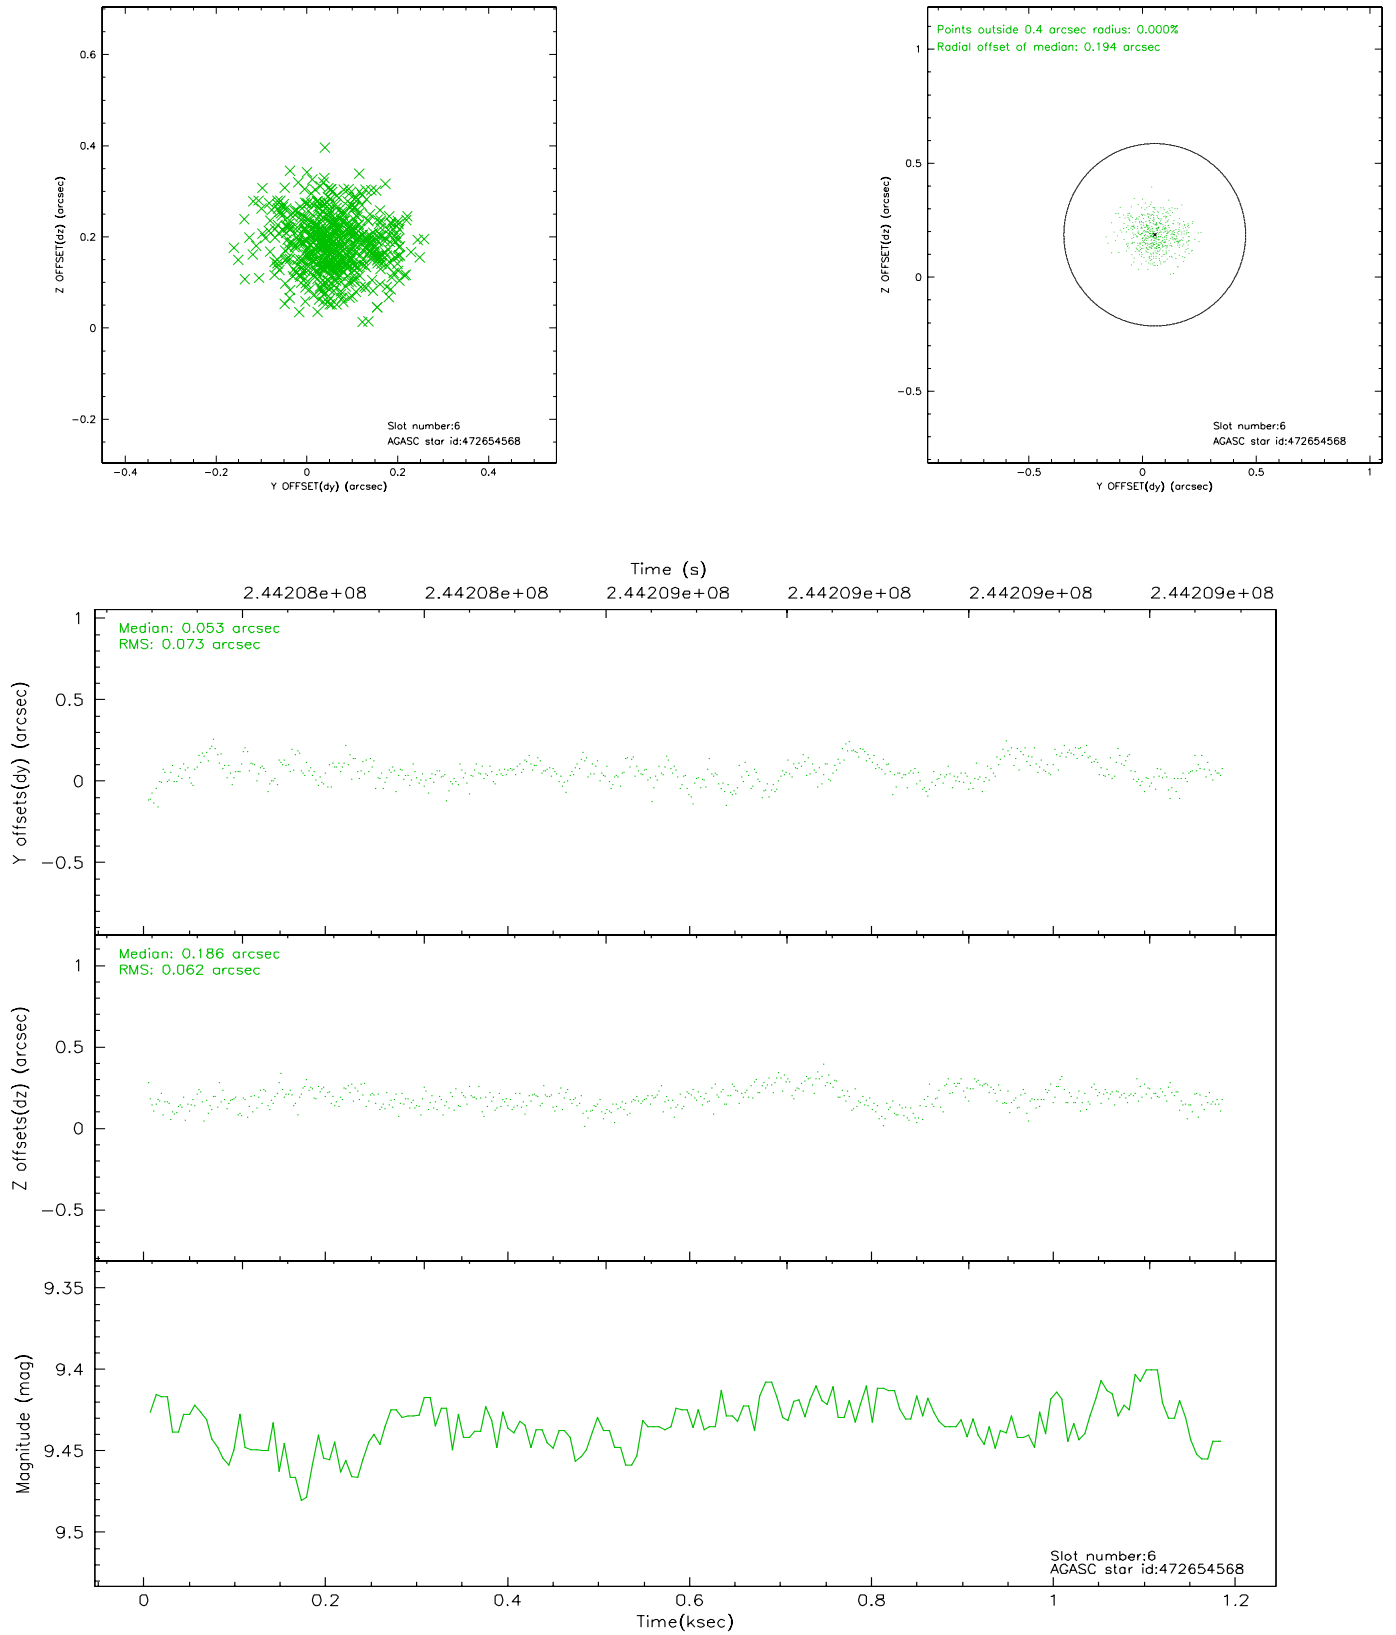 0.6
0.4
0.2
0
−0.2
Z OFFSET(dz) (arcsec)
Slot number:6
AGASC star id:472654568
−0.4 −0.2 0 0.2 0.4
Y OFFSET(dy) (arcsec)
Points outside 0.4 arcsec radius: 0.000%
Radial offset of median: 0.194 arcsec
1
0.5
0
−0.5
Z OFFSET(dz) (arcsec)
Slot number:6
AGASC star id:472654568
−0.5 0 0.5 1
Y OFFSET(dy) (arcsec)
Time (s)
2.44208e+08 2.44208e+08 2.44209e+08 2.44209e+08 2.44209e+08 2.44209e+08
Median: 0.053 arcsec
RMS: 0.073 arcsec
1
0.5
0
−0.5
Y offsets(dy) (arcsec)
Median: 0.186 arcsec
RMS: 0.062 arcsec
1
0.5
0
−0.5
Z offsets(dz) (arcsec)
9.35
9.4
9.45
9.5
Magnitude (mag)
Slot number:6
AGASC star id:472654568
0 0.2 0.4 0.6 0.8 1 1.2
Time(ksec)